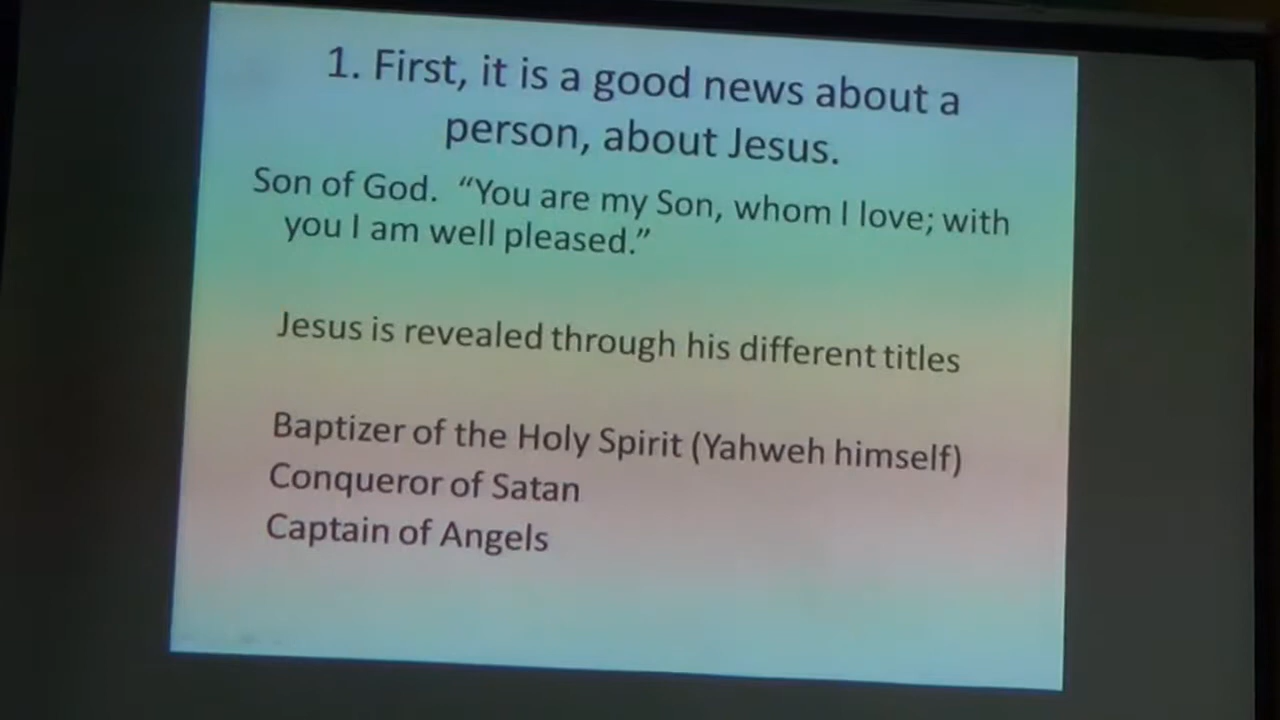 1. First, it is a good news about a
person, about Jesus.
Son of God.  “You are my Son, whom I love; with
you I am well pleased.”
Jesus is revealed through his different titles
Baptizer of the Holy Spirit (Yahweh himself)
Conqueror of Satan
Captain of Angels